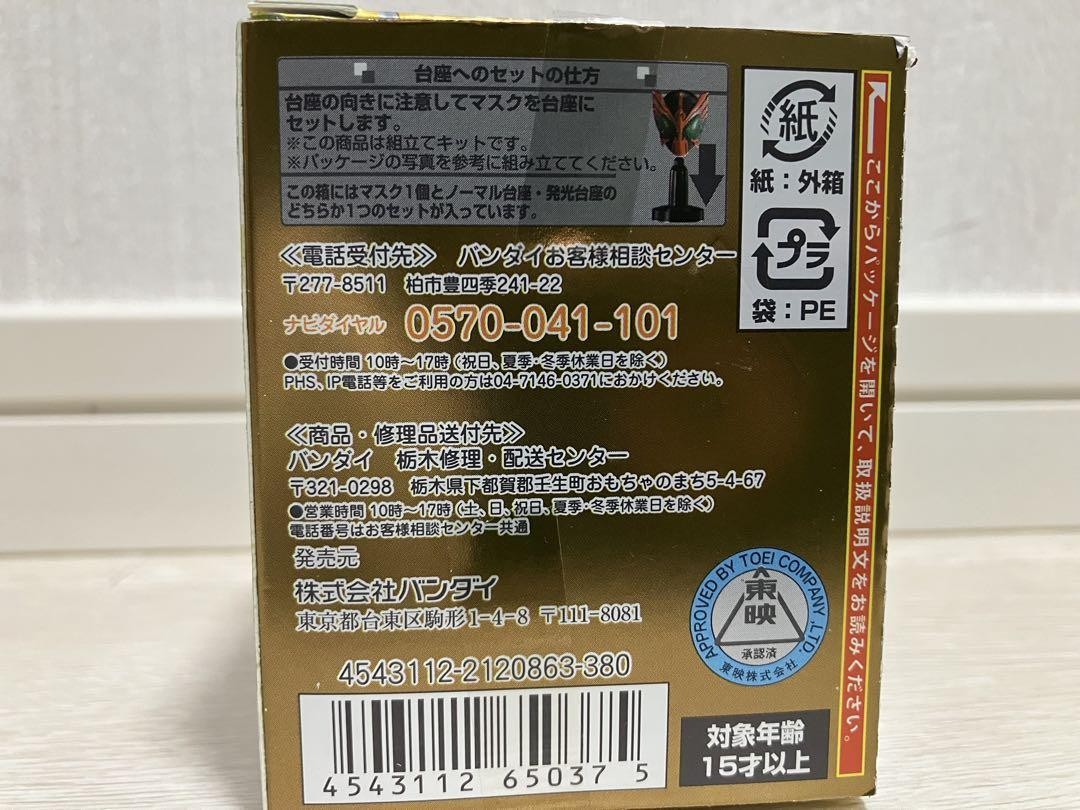 台座へのセットの仕方
台座の向きに注意してマスクを台座に
セットします。
※この商品は組立てキットです。
※パッケージの写真を参考に組み立ててください。
この箱にはマスク1個とノーマル台座・発光台座の
どちらか1つのセットが入っています。
紙
紙：外箱
プラ
袋：PE
ここからパッケージを開いて、取扱説明文をお読みください。
≪電話受付先≫ バンダイお客様相談センター
〒277-8511 柏市豊四季241-22
ナビダイヤル 0570-041-101
●受付時間 10時～17時（祝日、夏季・冬季休業日を除く）
PHS、IP電話等をご利用の方は04-7146-0371におかけください。
≪商品・修理品送付先≫
バンダイ 栃木修理・配送センター
〒321-0298 栃木県下都賀郡壬生町おもちゃのまち5-4-67
●営業時間 10時～17時（土、日、祝日、夏季・冬季休業日を除く）
電話番号はお客様相談センター共通
発売元
株式会社バンダイ
東京都台東区駒形1-4-8 〒111-8081
APPROVED BY TOEI COMPANY, LTD.
東映
承認済
東映株式会社
4543112-2120863-380
4543112 65037 5
対象年齢
15才以上